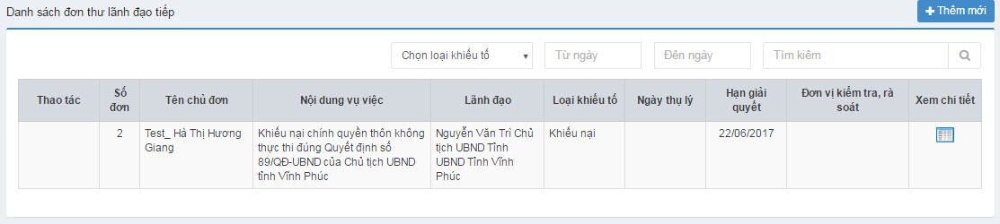 Danh sách đơn thư lãnh đạo tiếp
Thêm mới
Chọn loại khiếu tố
Từ ngày
Đến ngày
Tìm kiếm
Thao tác
Số
đơn
Tên chủ đơn
Nội dung vụ việc
Lãnh đạo
Loại khiếu tố
Ngày thụ lý
Hạn giải
quyết
Đơn vị kiểm tra, rà
soát
Xem chi tiết
2
Test_ Hà Thị Hương
Giang
Khiếu nại chính quyền thôn không
thực thi đúng Quyết định số
89/QĐ-UBND của Chủ tịch UBND
tỉnh Vĩnh Phúc
Nguyễn Văn Trì Chủ
tịch UBND Tỉnh
UBND Tỉnh Vĩnh
Phúc
Khiếu nại
22/06/2017